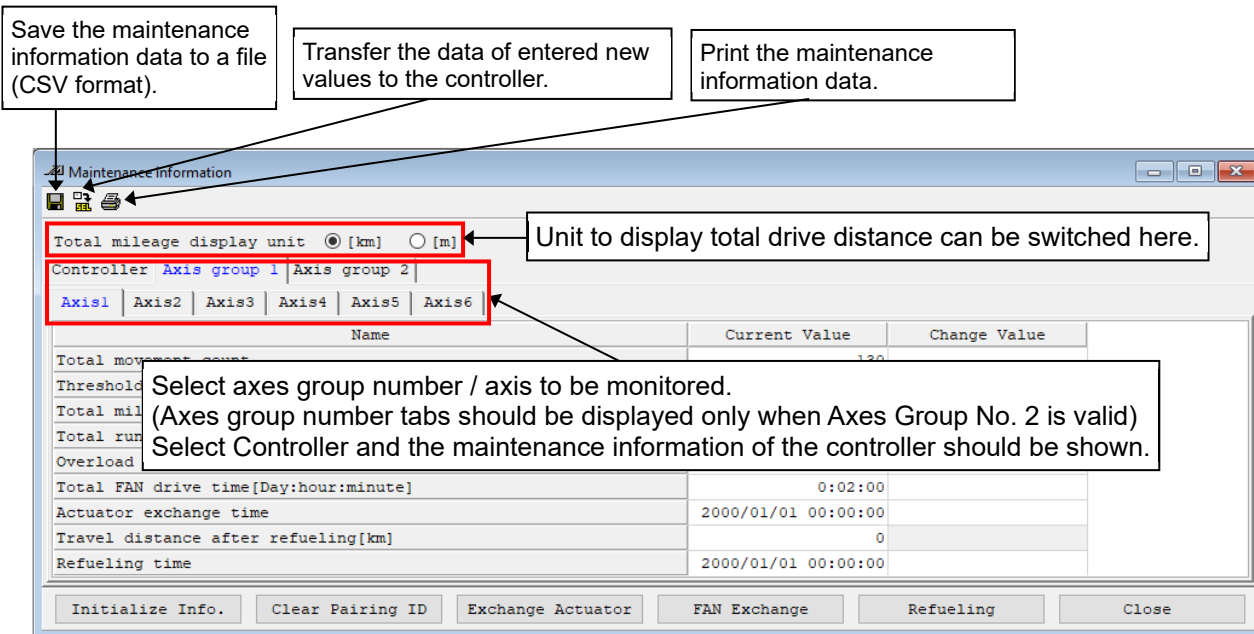 Save the maintenance
information data to a file
(CSV format).
Transfer the data of entered new
values to the controller.
Print the maintenance
information data.
Maintenance Information
SEL
Total mileage display unit [km] [m]
Unit to display total drive distance can be switched here.
Controller Axis group 1 Axis group 2
Axis1 Axis2 Axis3 Axis4 Axis5 Axis6
Name Current Value Change Value
Total movement count
Threshold
Total
Total
Overload
Select axes group number / axis to be monitored.
(Axes group number tabs should be displayed only when Axes Group No. 2 is valid)
Select Controller and the maintenance information of the controller should be shown.
Total FAN drive time[Day:hour:minute] 0:02:00
Actuator exchange time 2000/01/01 00:00:00
Travel distance after refueling[km] 0
Refueling time 2000/01/01 00:00:00
Initialize Info. Clear Pairing ID Exchange Actuator FAN Exchange Refueling Close